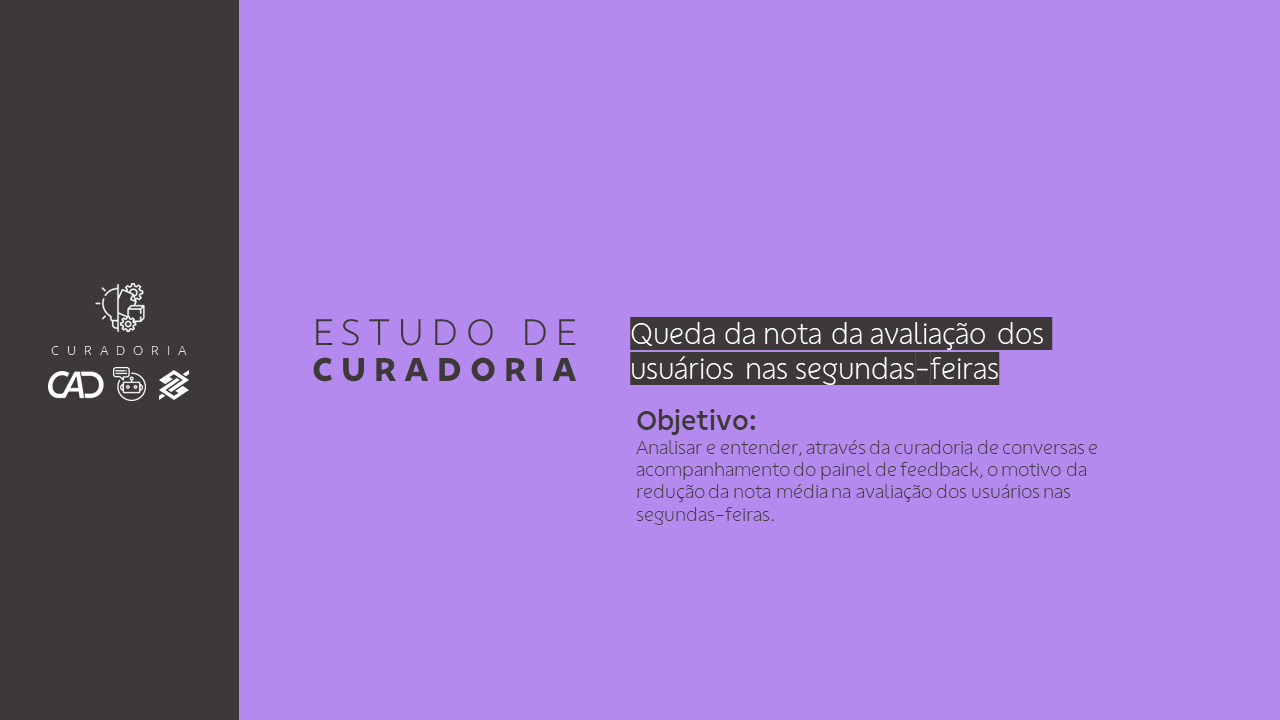 CURADORIA
CAD
ESTUDO DE
CURADORIA
Queda da nota da avaliação dos
usuários nas segundas-feiras
Objetivo:
Analisar e entender, através da curadoria de conversas e
acompanhamento do painel de feedback, o motivo da
redução da nota média na avaliação dos usuários nas
segundas-feiras.